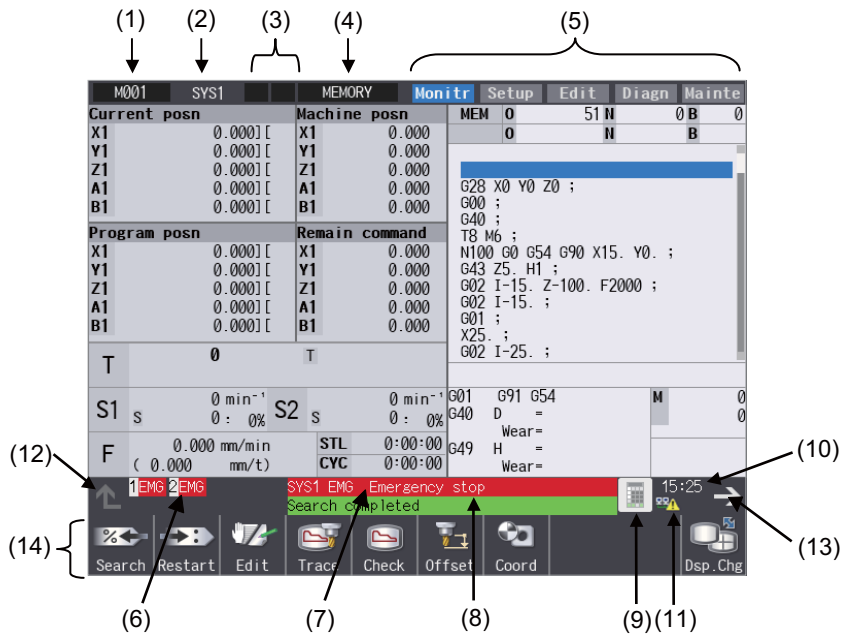 (1) (2) (3) (4) (5)
M001 SYS1 MEMORY Monitr Setup Edit Diagn Mainte
Current posn Machine posn MEM O 51 N 0 B 0
X1 0.000][ X1 0.000 O N B
Y1 0.000][ Y1 0.000
Z1 0.000][ Z1 0.000
A1 0.000][ A1 0.000
B1 0.000][ B1 0.000
Program posn Remain command
X1 0.000][ X1 0.000
Y1 0.000][ Y1 0.000
Z1 0.000][ Z1 0.000
A1 0.000][ A1 0.000
B1 0.000][ B1 0.000
G28 X0 Y0 Z0 ;
G00 ;
G40 ;
T8 M6 ;
N100 G0 G54 G90 X15. Y0. ;
G43 Z5. H1 ;
G02 I-15. Z-100. F2000 ;
G02 I-15. ;
G01 ;
X25. ;
G02 I-25. ;
T 0 T
S1 S 0 min⁻¹ 0 : 0% S2 S 0 min⁻¹ 0 : 0%
F 0.000 mm/min STL 0:00:00
( 0.000 mm/t) CYC 0:00:00
G01 G91 G54 M 0
G40 D = 0
Wear=
G49 H =
Wear=
(12) 1 EMG 2 EMG SYS1 EMG Emergency stop 15:25 (10)
Search completed
(13)
(14) Search Restart Edit Trace Check Offset Coord Dsp.Chg
(6) (7) (8) (9) (11)